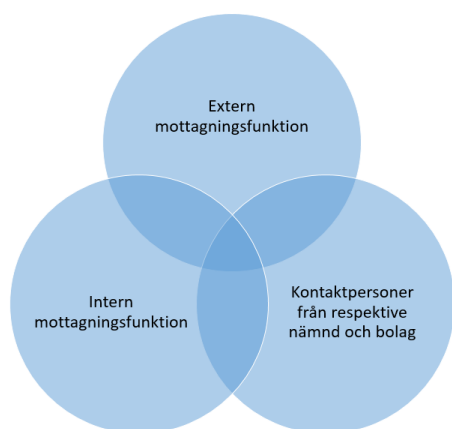 Extern
mottagningsfunktion
Intern
mottagningsfunktion
Kontaktpersoner
från respektive
nämnd och bolag